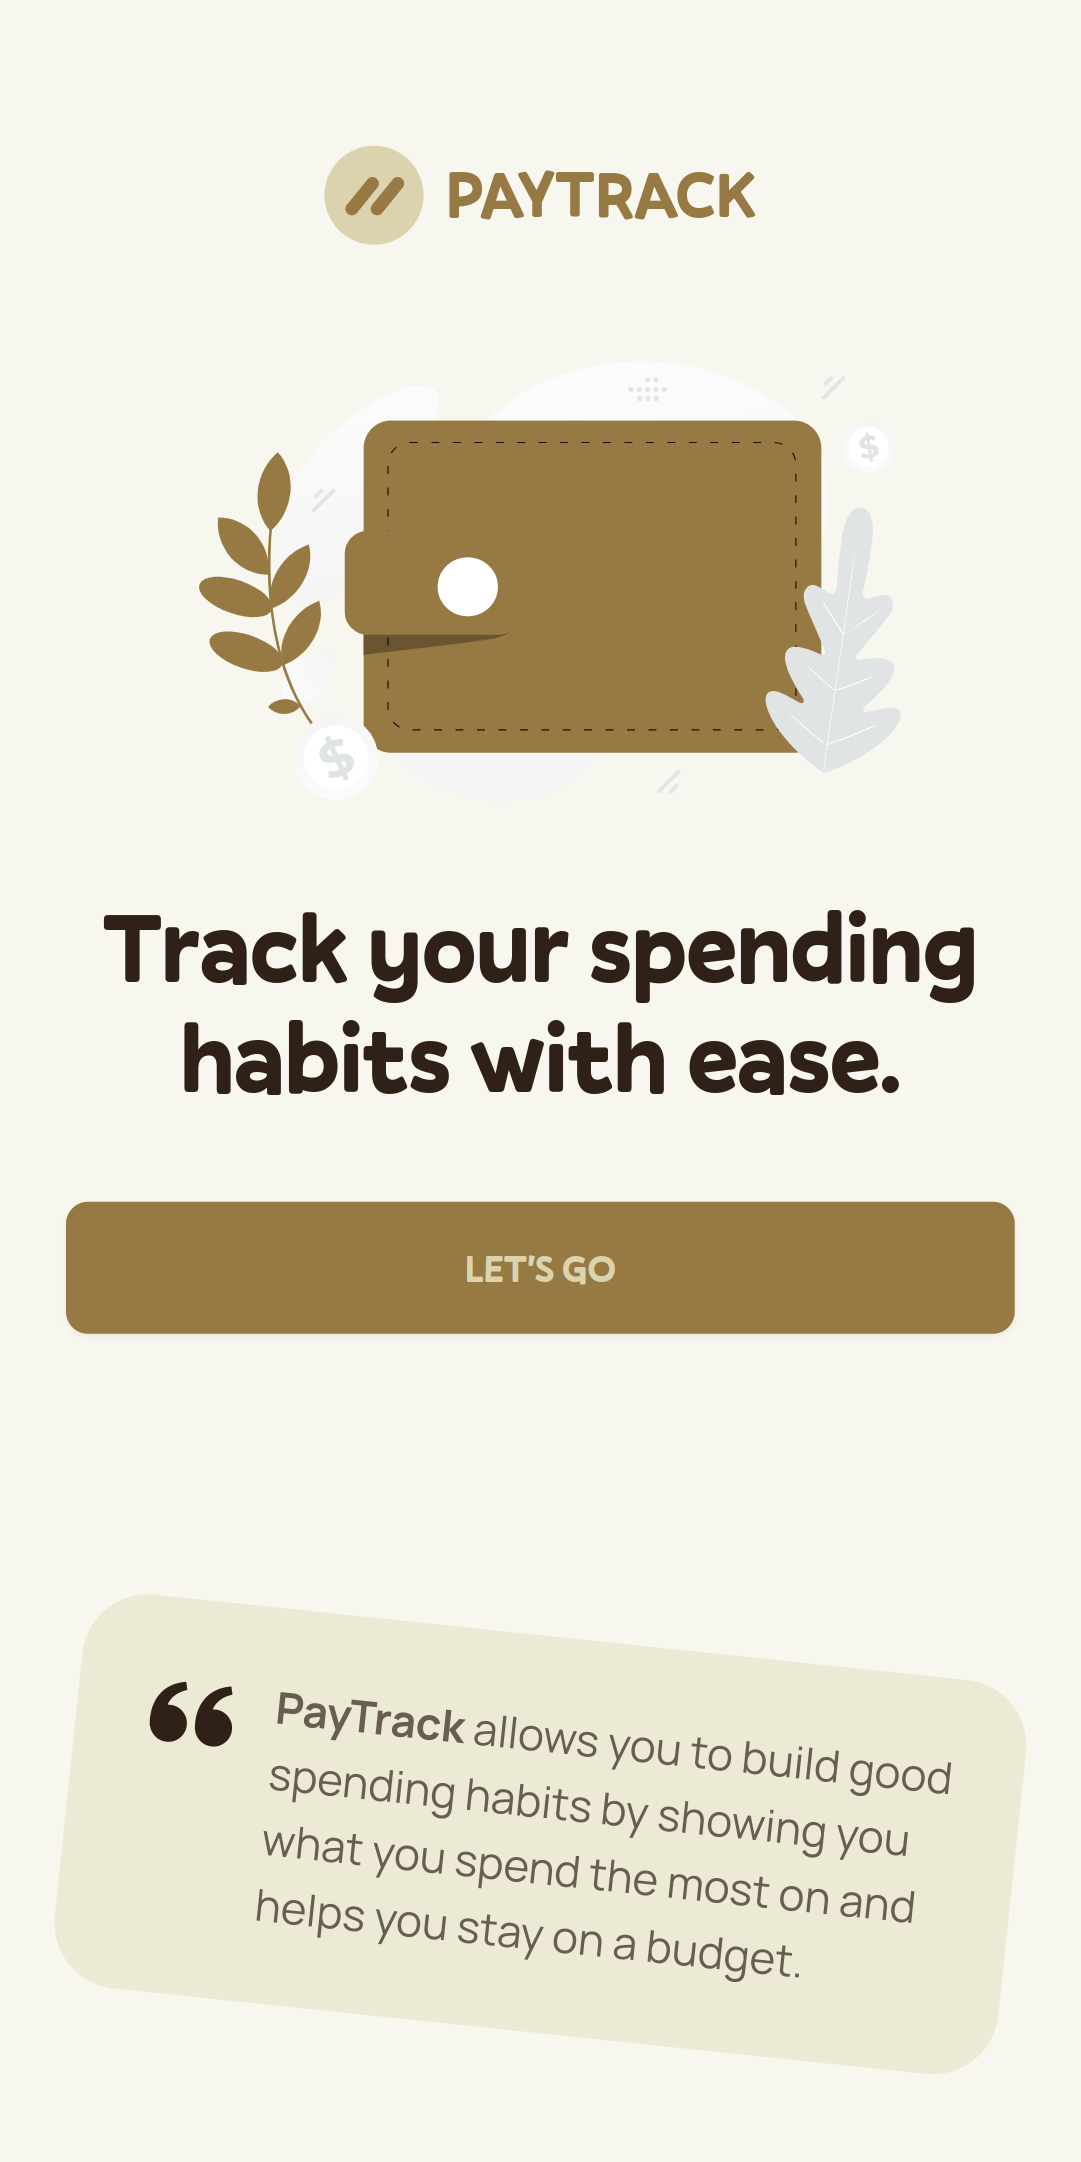 PAYTRACK
$
$
Track your spending
habits with ease.
LET'S GO
“ PayTrack allows you to build good
spending habits by showing you
what you spend the most on and
helps you stay on a budget.